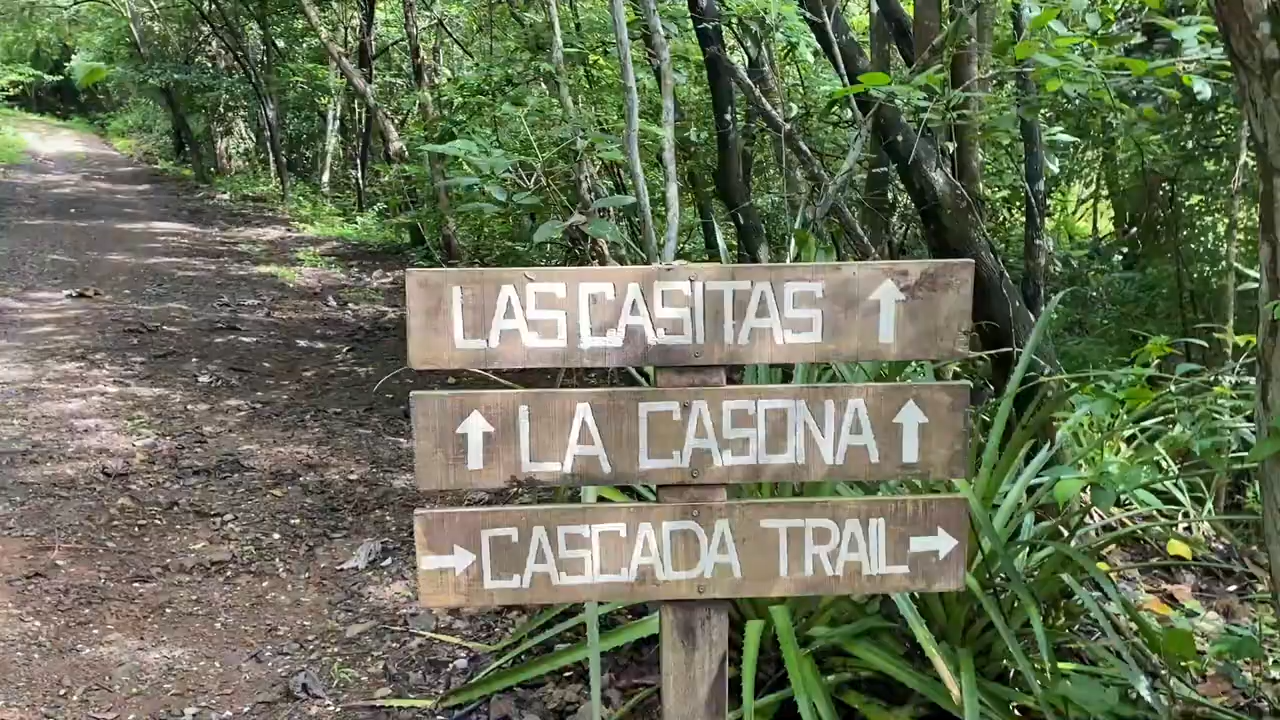 LAS CASITAS ↑
↑ LA CASONA ↑
→ CASCADA TRAIL →